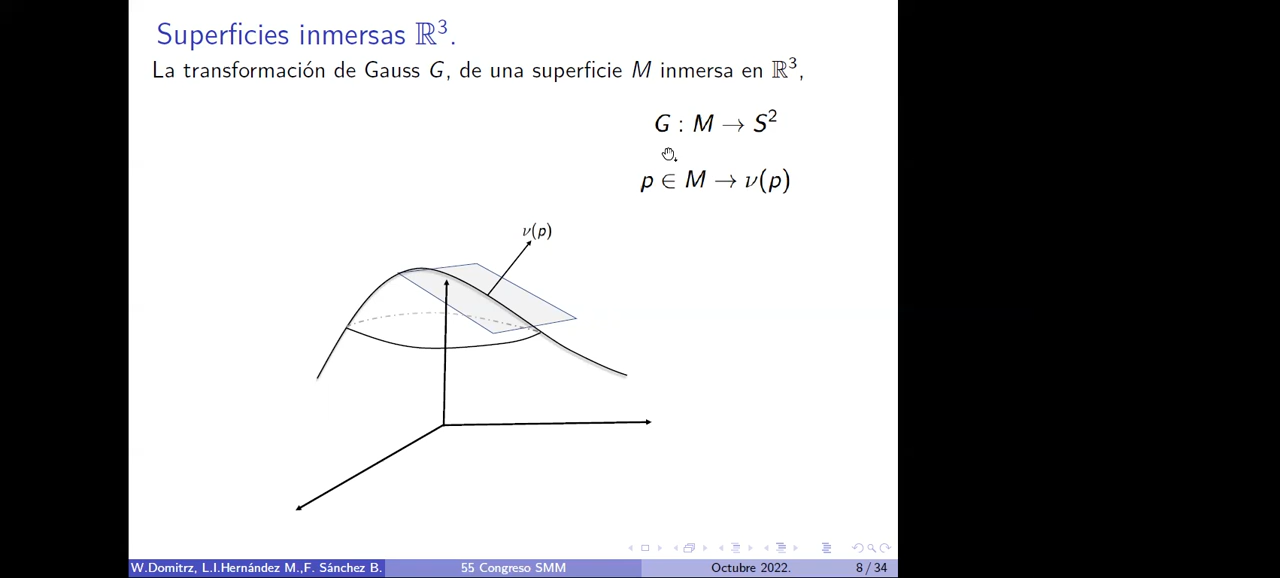 Superficies inmersas ℝ³.
La transformación de Gauss G, de una superficie M inmersa en ℝ³,
G : M → S²
p ∈ M → ν(p)
ν(p)
W.Domitrz, L.I.Hernández M.,F. Sánchez B. 55 Congreso SMM Octubre 2022. 8 / 34